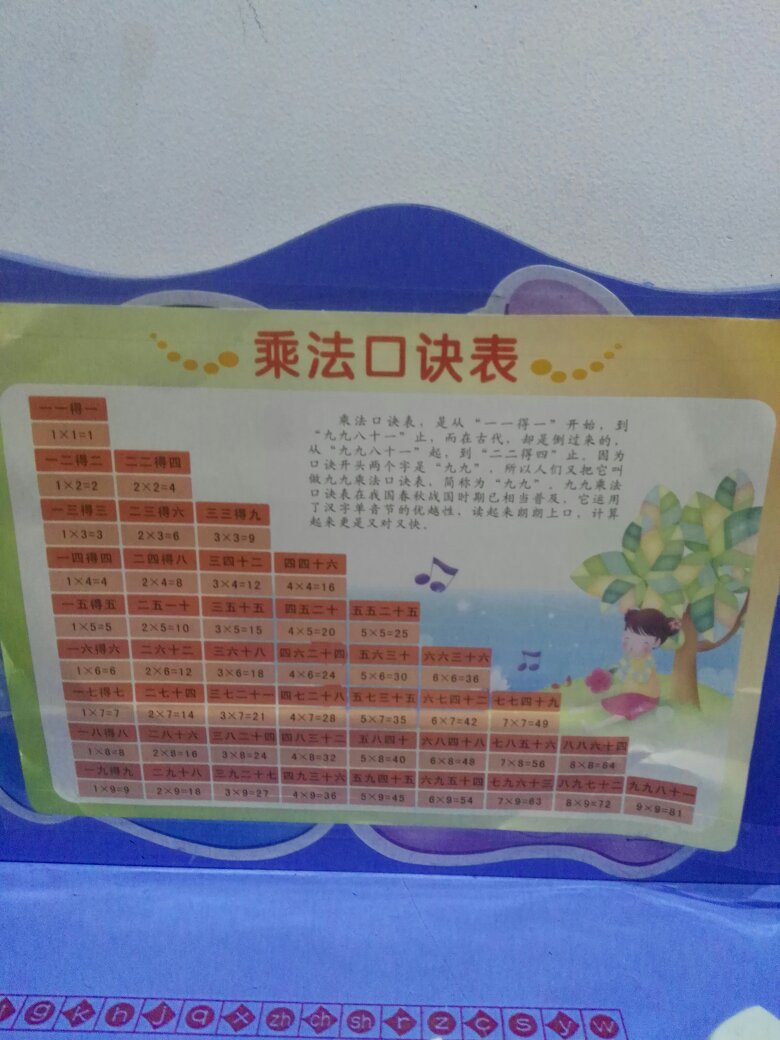 乘法口诀表
乘法口诀表，是从“一一得一”开始，到
“九九八十一”止，而在古代，却是倒过来的，
从“九九八十一”起，到“二二得四”止。因为
口诀开头两个字是“九九”，所以人们又把它叫
做九九乘法口诀表，简称为“九九”。九九乘法
口诀表在我国春秋战国时期已相当普及，它运用
了汉字单音节的优越性，读起来朗朗上口，计算
起来更是又对又快。
一一得一
1×1=1
一二得二 二二得四
1×2=2 2×2=4
一三得三 二三得六 三三得九
1×3=3 2×3=6 3×3=9
一四得四 二四得八 三四十二 四四十六
1×4=4 2×4=8 3×4=12 4×4=16
一五得五 二五一十 三五十五 四五二十 五五二十五
1×5=5 2×5=10 3×5=15 4×5=20 5×5=25
一六得六 二六十二 三六十八 四六二十四 五六三十 六六三十六
1×6=6 2×6=12 3×6=18 4×6=24 5×6=30 6×6=36
一七得七 二七十四 三七二十一 四七二十八 五七三十五 六七四十二 七七四十九
1×7=7 2×7=14 3×7=21 4×7=28 5×7=35 6×7=42 7×7=49
一八得八 二八十六 三八二十四 四八三十二 五八四十 六八四十八 七八五十六 八八六十四
1×8=8 2×8=16 3×8=24 4×8=32 5×8=40 6×8=48 7×8=56 8×8=64
一九得九 二九十八 三九二十七 四九三十六 五九四十五 六九五十四 七九六十三 八九七十二 九九八十一
1×9=9 2×9=18 3×9=27 4×9=36 5×9=45 6×9=54 7×9=63 8×9=72 9×9=81
g k h j q x zh ch sh r z c s y w